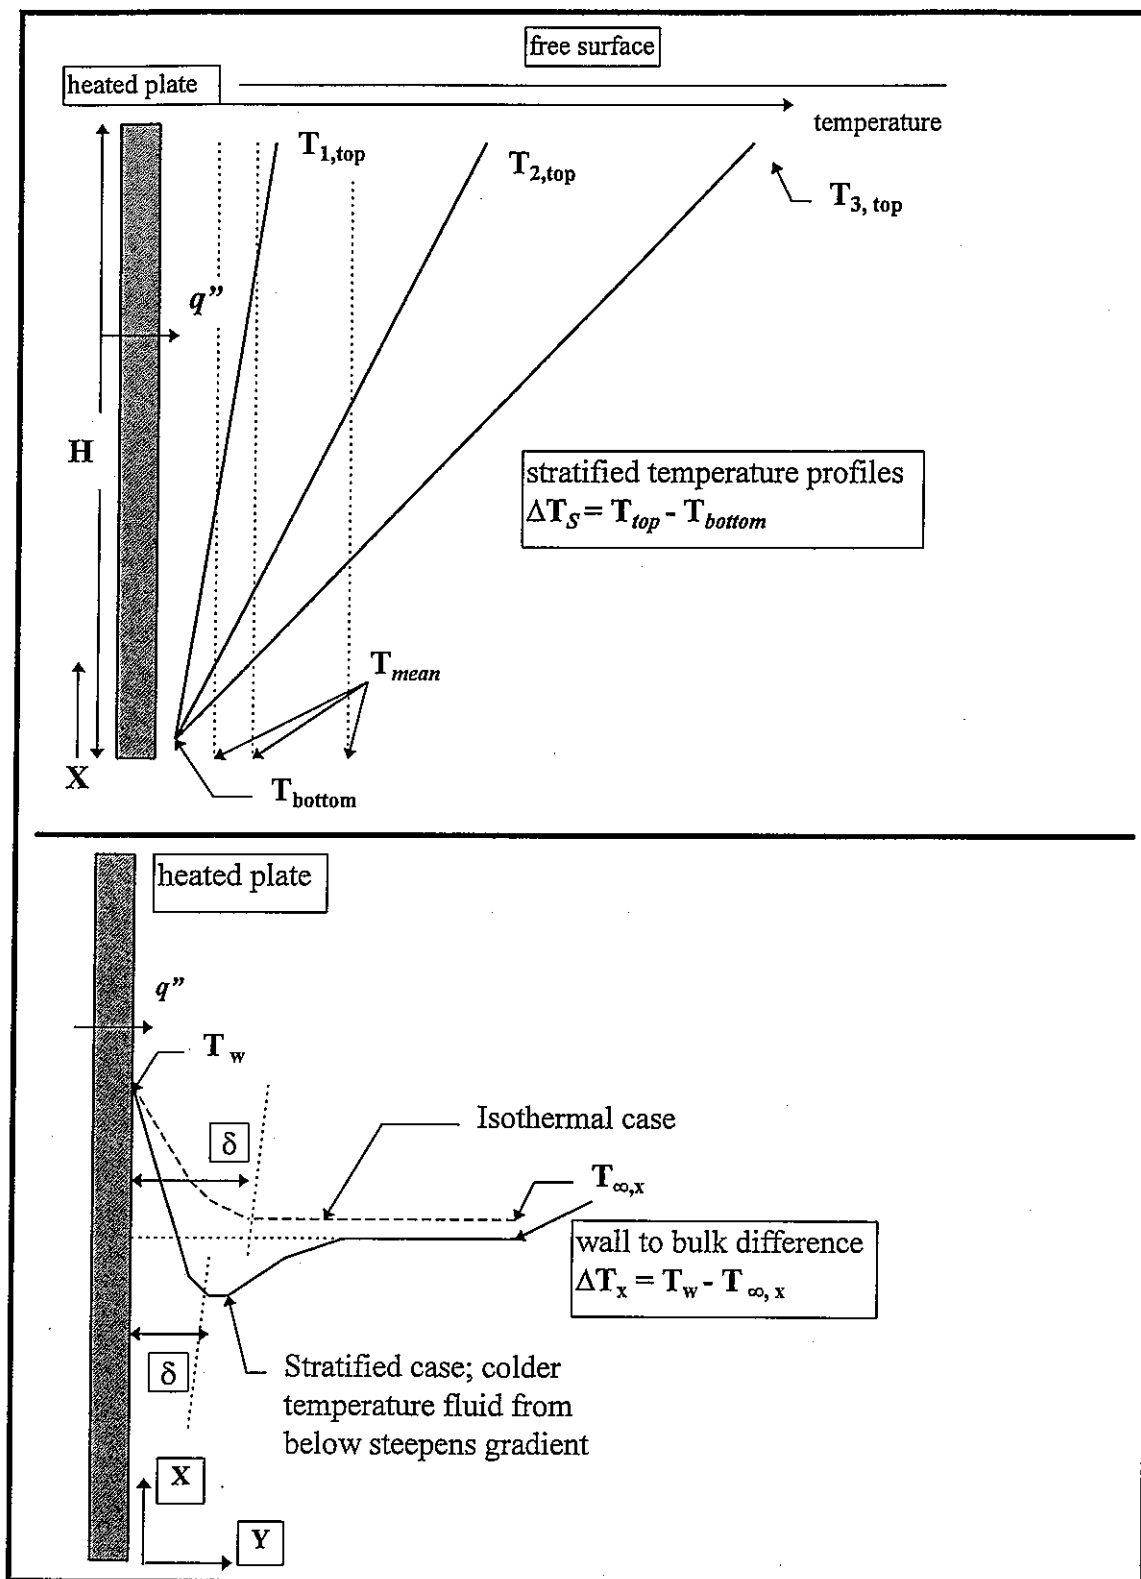 free surface
heated plate
temperature
T1,top
T2,top
T3, top
q”
H
stratified temperature profiles
ΔTS = Ttop - Tbottom
Tmean
X
Tbottom
heated plate
q”
Tw
Isothermal case
δ
T∞,x
wall to bulk difference
ΔTx = Tw - T∞, x
δ
Stratified case; colder
temperature fluid from
below steepens gradient
X
Y